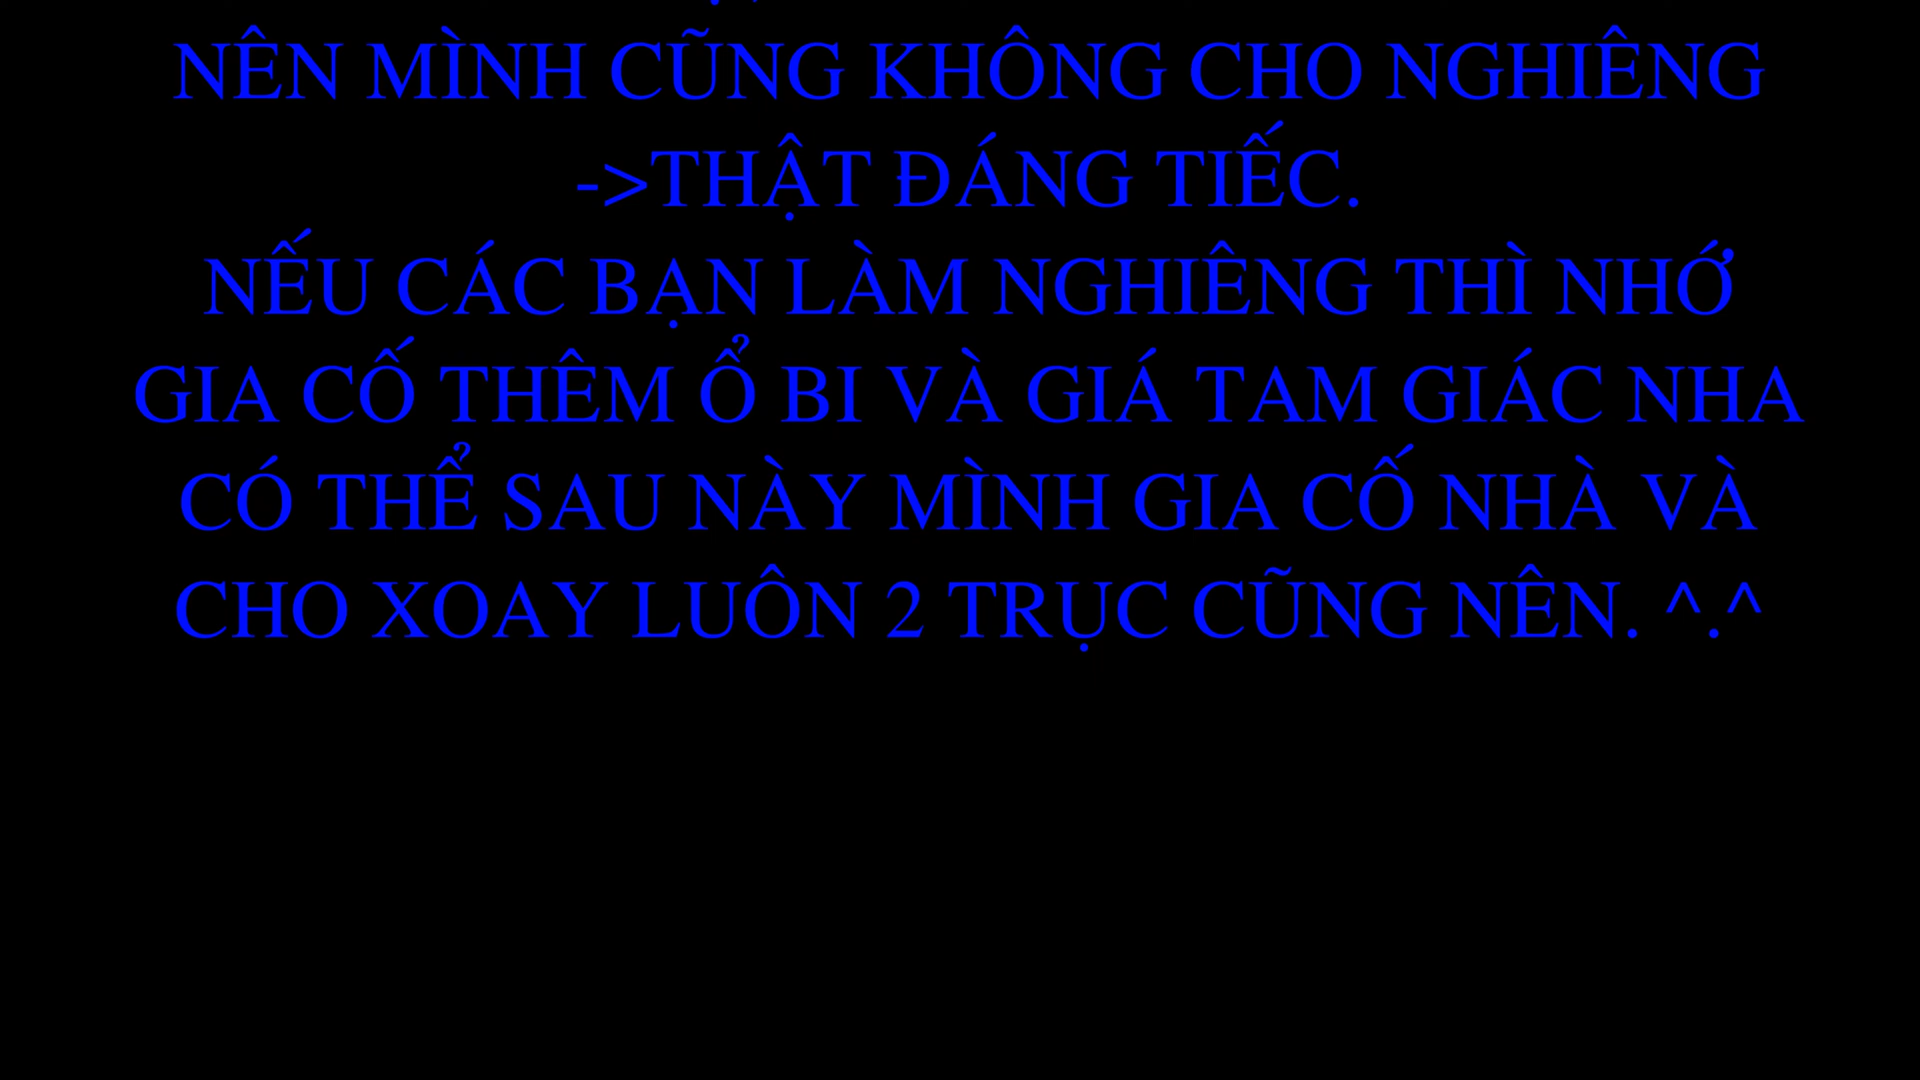 NÊN MÌNH CŨNG KHÔNG CHO NGHIÊNG
->THẬT ĐÁNG TIẾC.
NẾU CÁC BẠN LÀM NGHIÊNG THÌ NHỚ
GIA CỐ THÊM Ổ BI VÀ GIÁ TAM GIÁC NHA
CÓ THỂ SAU NÀY MÌNH GIA CỐ NHÀ VÀ
CHO XOAY LUÔN 2 TRỤC CŨNG NÊN. ^.^